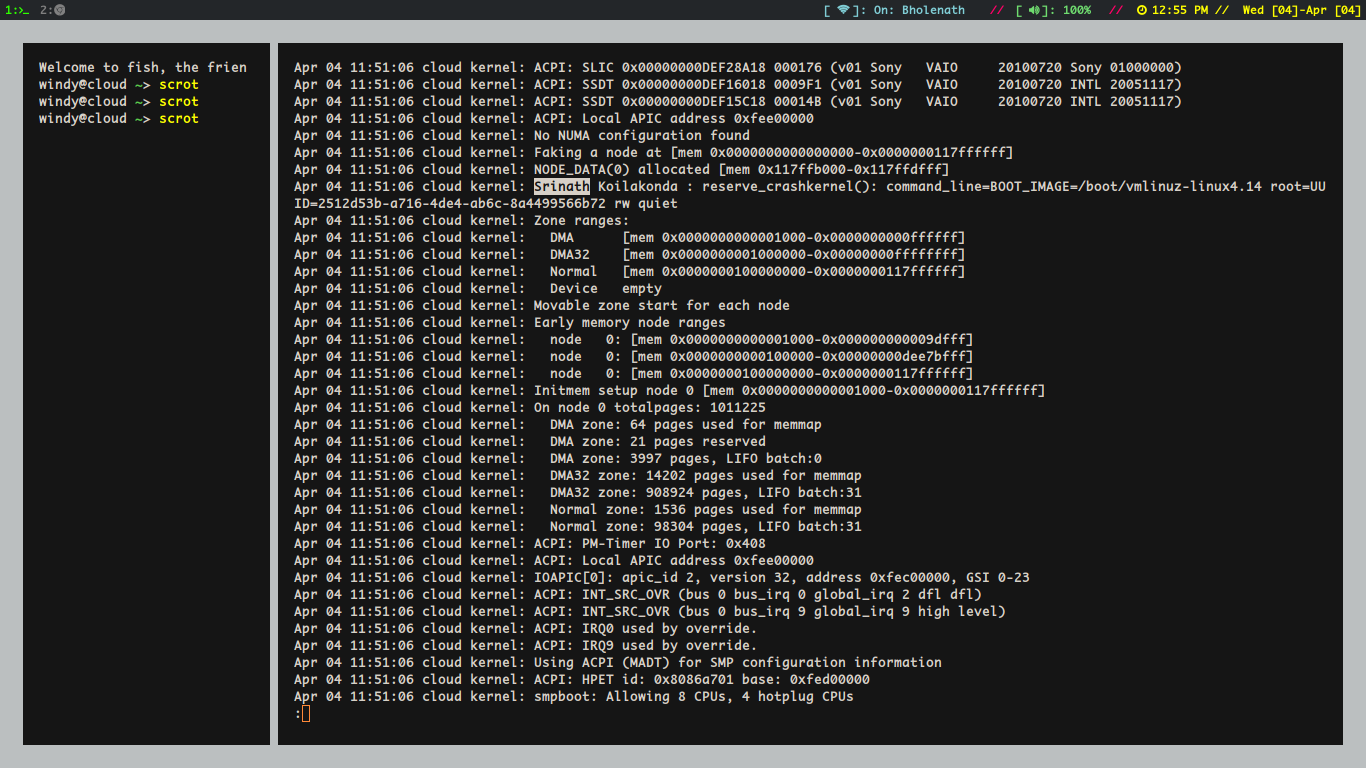 1:>_ 2:
[ ]: On: Bholenath // [ ]: 100% // 12:55 PM // Wed [04]-Apr [04]
Welcome to fish, the frien
windy@cloud ~> scrot
windy@cloud ~> scrot
windy@cloud ~> scrot
Apr 04 11:51:06 cloud kernel: ACPI: SLIC 0x00000000DEF28A18 000176 (v01 Sony   VAIO     20100720 Sony 01000000)
Apr 04 11:51:06 cloud kernel: ACPI: SSDT 0x00000000DEF16018 0009F1 (v01 Sony   VAIO     20100720 INTL 20051117)
Apr 04 11:51:06 cloud kernel: ACPI: SSDT 0x00000000DEF15C18 00014B (v01 Sony   VAIO     20100720 INTL 20051117)
Apr 04 11:51:06 cloud kernel: ACPI: Local APIC address 0xfee00000
Apr 04 11:51:06 cloud kernel: No NUMA configuration found
Apr 04 11:51:06 cloud kernel: Faking a node at [mem 0x0000000000000000-0x0000000117ffffff]
Apr 04 11:51:06 cloud kernel: NODE_DATA(0) allocated [mem 0x117ffb000-0x117ffdfff]
Apr 04 11:51:06 cloud kernel: Srinath Koilakonda : reserve_crashkernel(): command_line=BOOT_IMAGE=/boot/vmlinuz-linux4.14 root=UU
ID=2512d53b-a716-4de4-ab6c-8a4499566b72 rw quiet
Apr 04 11:51:06 cloud kernel: Zone ranges:
Apr 04 11:51:06 cloud kernel:   DMA      [mem 0x0000000000001000-0x0000000000ffffff]
Apr 04 11:51:06 cloud kernel:   DMA32    [mem 0x0000000001000000-0x00000000ffffffff]
Apr 04 11:51:06 cloud kernel:   Normal   [mem 0x0000000100000000-0x0000000117ffffff]
Apr 04 11:51:06 cloud kernel:   Device   empty
Apr 04 11:51:06 cloud kernel: Movable zone start for each node
Apr 04 11:51:06 cloud kernel: Early memory node ranges
Apr 04 11:51:06 cloud kernel:   node   0: [mem 0x0000000000001000-0x000000000009dfff]
Apr 04 11:51:06 cloud kernel:   node   0: [mem 0x0000000000100000-0x00000000dee7bfff]
Apr 04 11:51:06 cloud kernel:   node   0: [mem 0x0000000100000000-0x0000000117ffffff]
Apr 04 11:51:06 cloud kernel: Initmem setup node 0 [mem 0x0000000000001000-0x0000000117ffffff]
Apr 04 11:51:06 cloud kernel: On node 0 totalpages: 1011225
Apr 04 11:51:06 cloud kernel:   DMA zone: 64 pages used for memmap
Apr 04 11:51:06 cloud kernel:   DMA zone: 21 pages reserved
Apr 04 11:51:06 cloud kernel:   DMA zone: 3997 pages, LIFO batch:0
Apr 04 11:51:06 cloud kernel:   DMA32 zone: 14202 pages used for memmap
Apr 04 11:51:06 cloud kernel:   DMA32 zone: 908924 pages, LIFO batch:31
Apr 04 11:51:06 cloud kernel:   Normal zone: 1536 pages used for memmap
Apr 04 11:51:06 cloud kernel:   Normal zone: 98304 pages, LIFO batch:31
Apr 04 11:51:06 cloud kernel: ACPI: PM-Timer IO Port: 0x408
Apr 04 11:51:06 cloud kernel: ACPI: Local APIC address 0xfee00000
Apr 04 11:51:06 cloud kernel: IOAPIC[0]: apic_id 2, version 32, address 0xfec00000, GSI 0-23
Apr 04 11:51:06 cloud kernel: ACPI: INT_SRC_OVR (bus 0 bus_irq 0 global_irq 2 dfl dfl)
Apr 04 11:51:06 cloud kernel: ACPI: INT_SRC_OVR (bus 0 bus_irq 9 global_irq 9 high level)
Apr 04 11:51:06 cloud kernel: ACPI: IRQ0 used by override.
Apr 04 11:51:06 cloud kernel: ACPI: IRQ9 used by override.
Apr 04 11:51:06 cloud kernel: Using ACPI (MADT) for SMP configuration information
Apr 04 11:51:06 cloud kernel: ACPI: HPET id: 0x8086a701 base: 0xfed00000
Apr 04 11:51:06 cloud kernel: smpboot: Allowing 8 CPUs, 4 hotplug CPUs
: